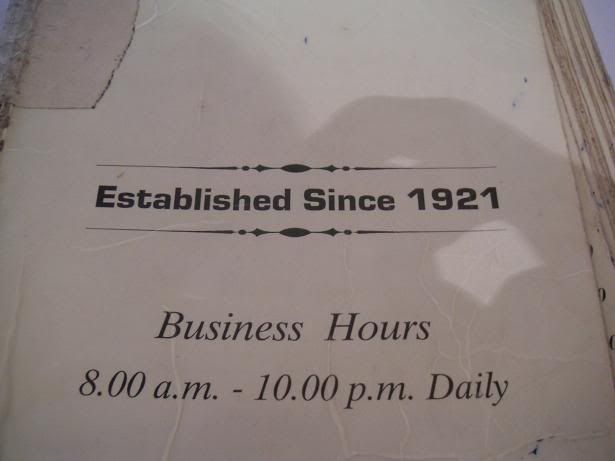 Established Since 1921
Business Hours
8.00 a.m. - 10.00 p.m. Daily